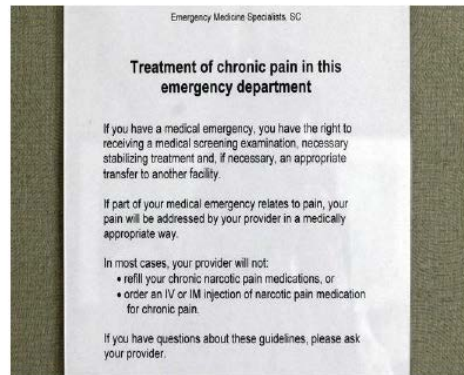 Emergency Medicine Specialists, SC
Treatment of chronic pain in this
emergency department
If you have a medical emergency, you have the right to
receiving a medical screening examination, necessary
stabilizing treatment and, if necessary, an appropriate
transfer to another facility.
If part of your medical emergency relates to pain, your
pain will be addressed by your provider in a medically
appropriate way.
In most cases, your provider will not:
• refill your chronic narcotic pain medications, or
• order an IV or IM injection of narcotic pain medication
for chronic pain.
If you have questions about these guidelines, please ask
your provider.